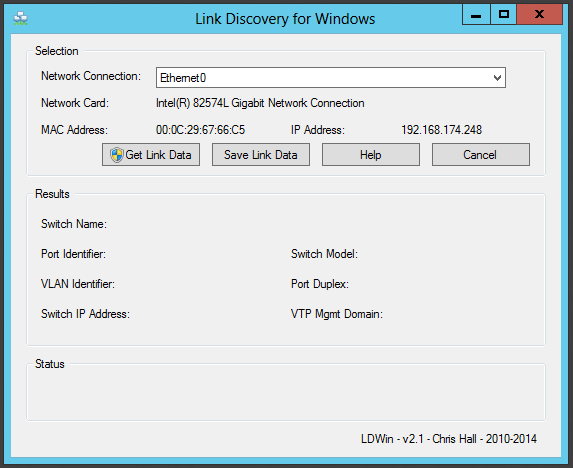 Link Discovery for Windows
Selection
Network Connection: Ethernet0
Network Card: Intel(R) 82574L Gigabit Network Connection
MAC Address: 00:0C:29:67:66:C5 IP Address: 192.168.174.248
Get Link Data Save Link Data Help Cancel
Results
Switch Name:
Port Identifier: Switch Model:
VLAN Identifier: Port Duplex:
Switch IP Address: VTP Mgmt Domain:
Status
LDWin - v2.1 - Chris Hall - 2010-2014